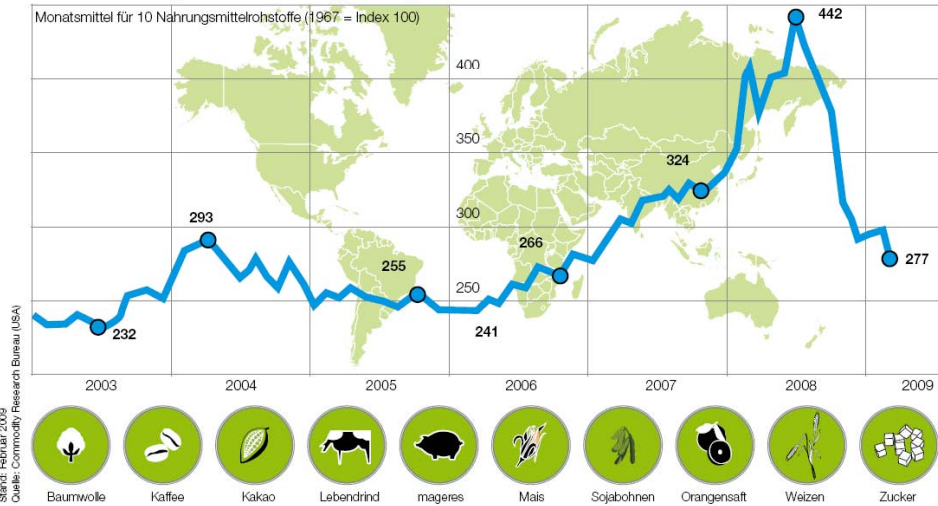 Monatsmittel für 10 Nahrungsmittelrohstoffe (1967 = Index 100)
442
400
350
324
300
293
266
255
277
250
241
232
2003 2004 2005 2006 2007 2008 2009
Baumwolle Kaffee Kakao Lebendrind mageres Mais Sojabohnen Orangensaft Weizen Zucker
Stand: Februar 2009
Quelle: Commodity Research Bureau (USA)